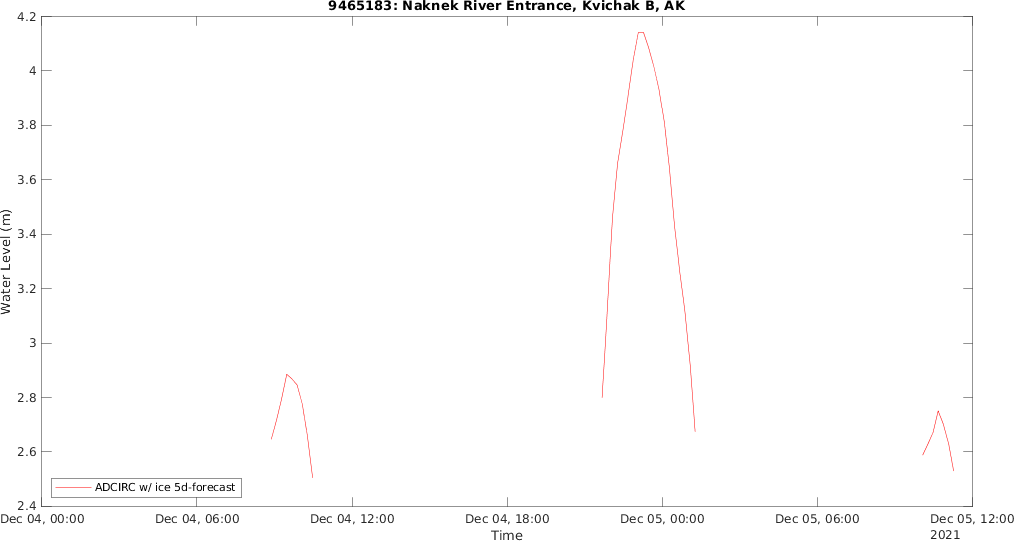 9465183: Naknek River Entrance, Kvichak B, AK
4.2
4
3.8
3.6
3.4
3.2
3
2.8
2.6
2.4
Water Level (m)
ADCIRC w/ ice 5d-forecast
Dec 04, 00:00 Dec 04, 06:00 Dec 04, 12:00 Dec 04, 18:00 Dec 05, 00:00 Dec 05, 06:00 Dec 05, 12:00
Time 2021